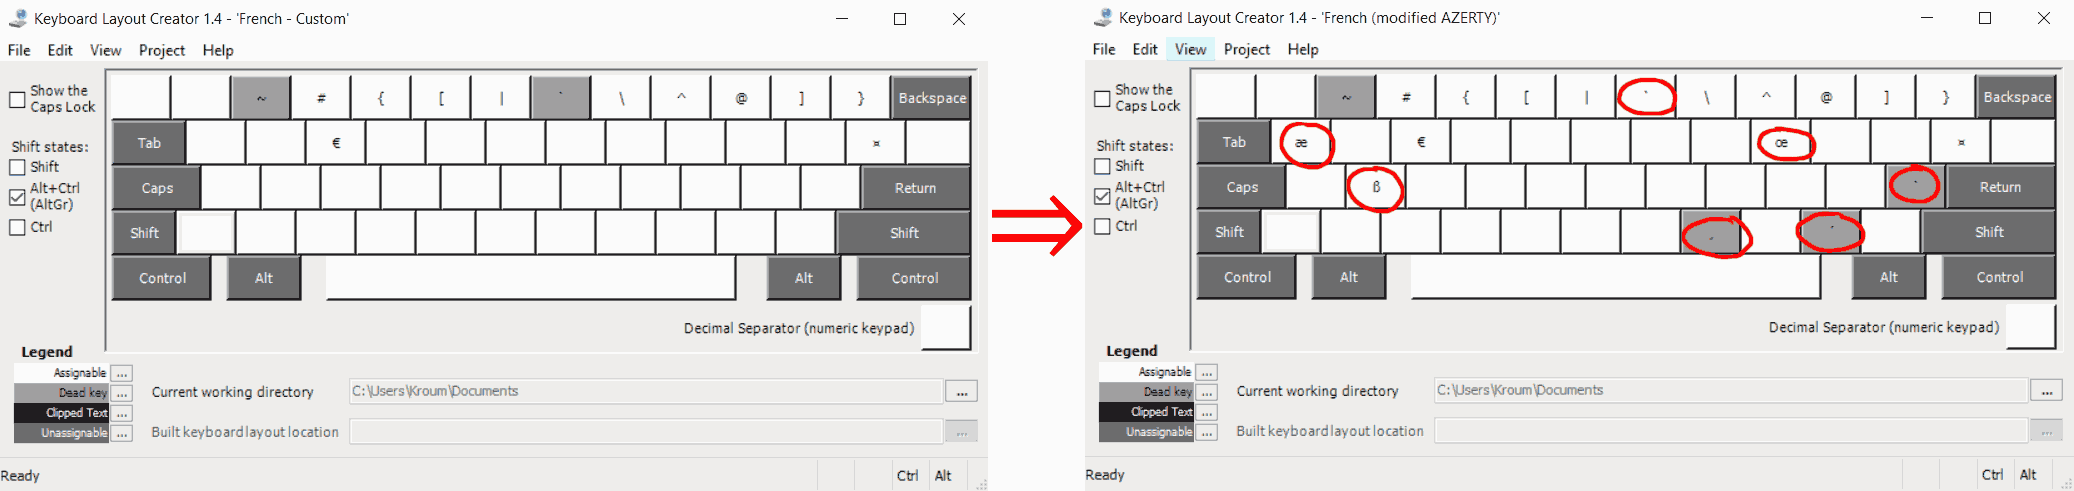 Keyboard Layout Creator 1.4 - 'French - Custom'
File Edit View Project Help
Show the
Caps Lock
~ # { [ | ` \ ^ @ ] } Backspace
Tab € ¤
Shift states:
Shift
Alt+Ctrl
(AltGr)
Ctrl
Caps Return
Shift Shift
Control Alt Alt Control
Decimal Separator (numeric keypad)
Legend
Assignable ...
Dead key ...
Clipped Text ...
Unassignable ...
Current working directory C:\Users\Kroum\Documents ...
Built keyboard layout location ...
Ready Ctrl Alt
Keyboard Layout Creator 1.4 - 'French (modified AZERTY)'
File Edit View Project Help
Show the
Caps Lock
~ # { [ | ` \ ^ @ ] } Backspace
Tab æ € œ ¤
Shift states:
Shift
Alt+Ctrl
(AltGr)
Ctrl
Caps ß ` Return
Shift ´ Shift
Control Alt Alt Control
Decimal Separator (numeric keypad)
Legend
Assignable ...
Dead key ...
Clipped Text ...
Unassignable ...
Current working directory C:\Users\Kroum\Documents ...
Built keyboard layout location ...
Ready Ctrl Alt